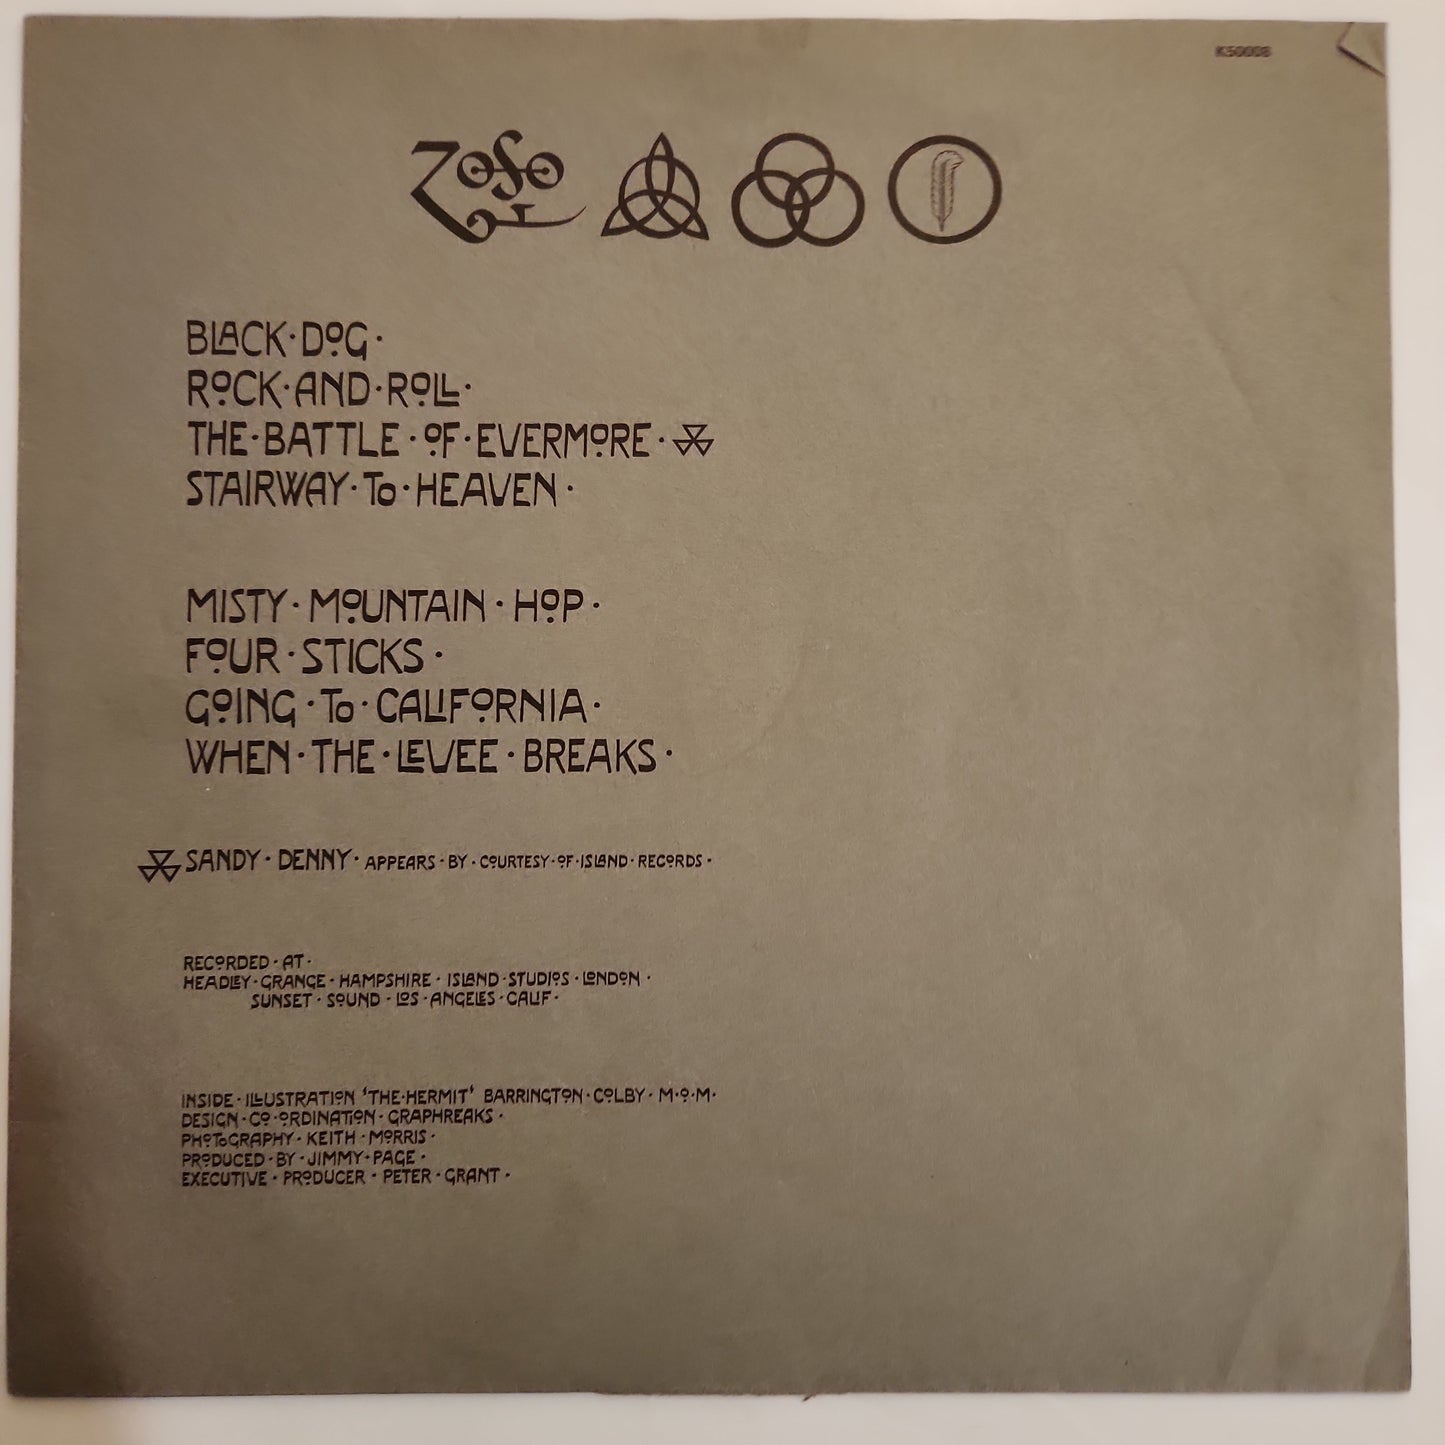 K50008
ZoSo
BLACK·DOG·
ROCK·AND·ROLL·
THE·BATTLE·OF·EVERMORE·
STAIRWAY·TO·HEAVEN·
MISTY·MOUNTAIN·HOP·
FOUR·STICKS·
GOING·TO·CALIFORNIA·
WHEN·THE·LEVEE·BREAKS·
SANDY·DENNY·APPEARS·BY·COURTESY·OF·ISLAND·RECORDS·
RECORDED·AT·
HEADLEY·GRANGE·HAMPSHIRE·ISLAND·STUDIOS·LONDON·
SUNSET·SOUND·LOS·ANGELES·CALIF·
INSIDE·ILLUSTRATION 'THE·HERMIT' BARRINGTON·COLBY·M·O·M·
DESIGN·CO·ORDINATION·GRAPHREAKS·
PHOTOGRAPHY·KEITH·MORRIS·
PRODUCED·BY·JIMMY·PAGE·
EXECUTIVE·PRODUCER·PETER·GRANT·